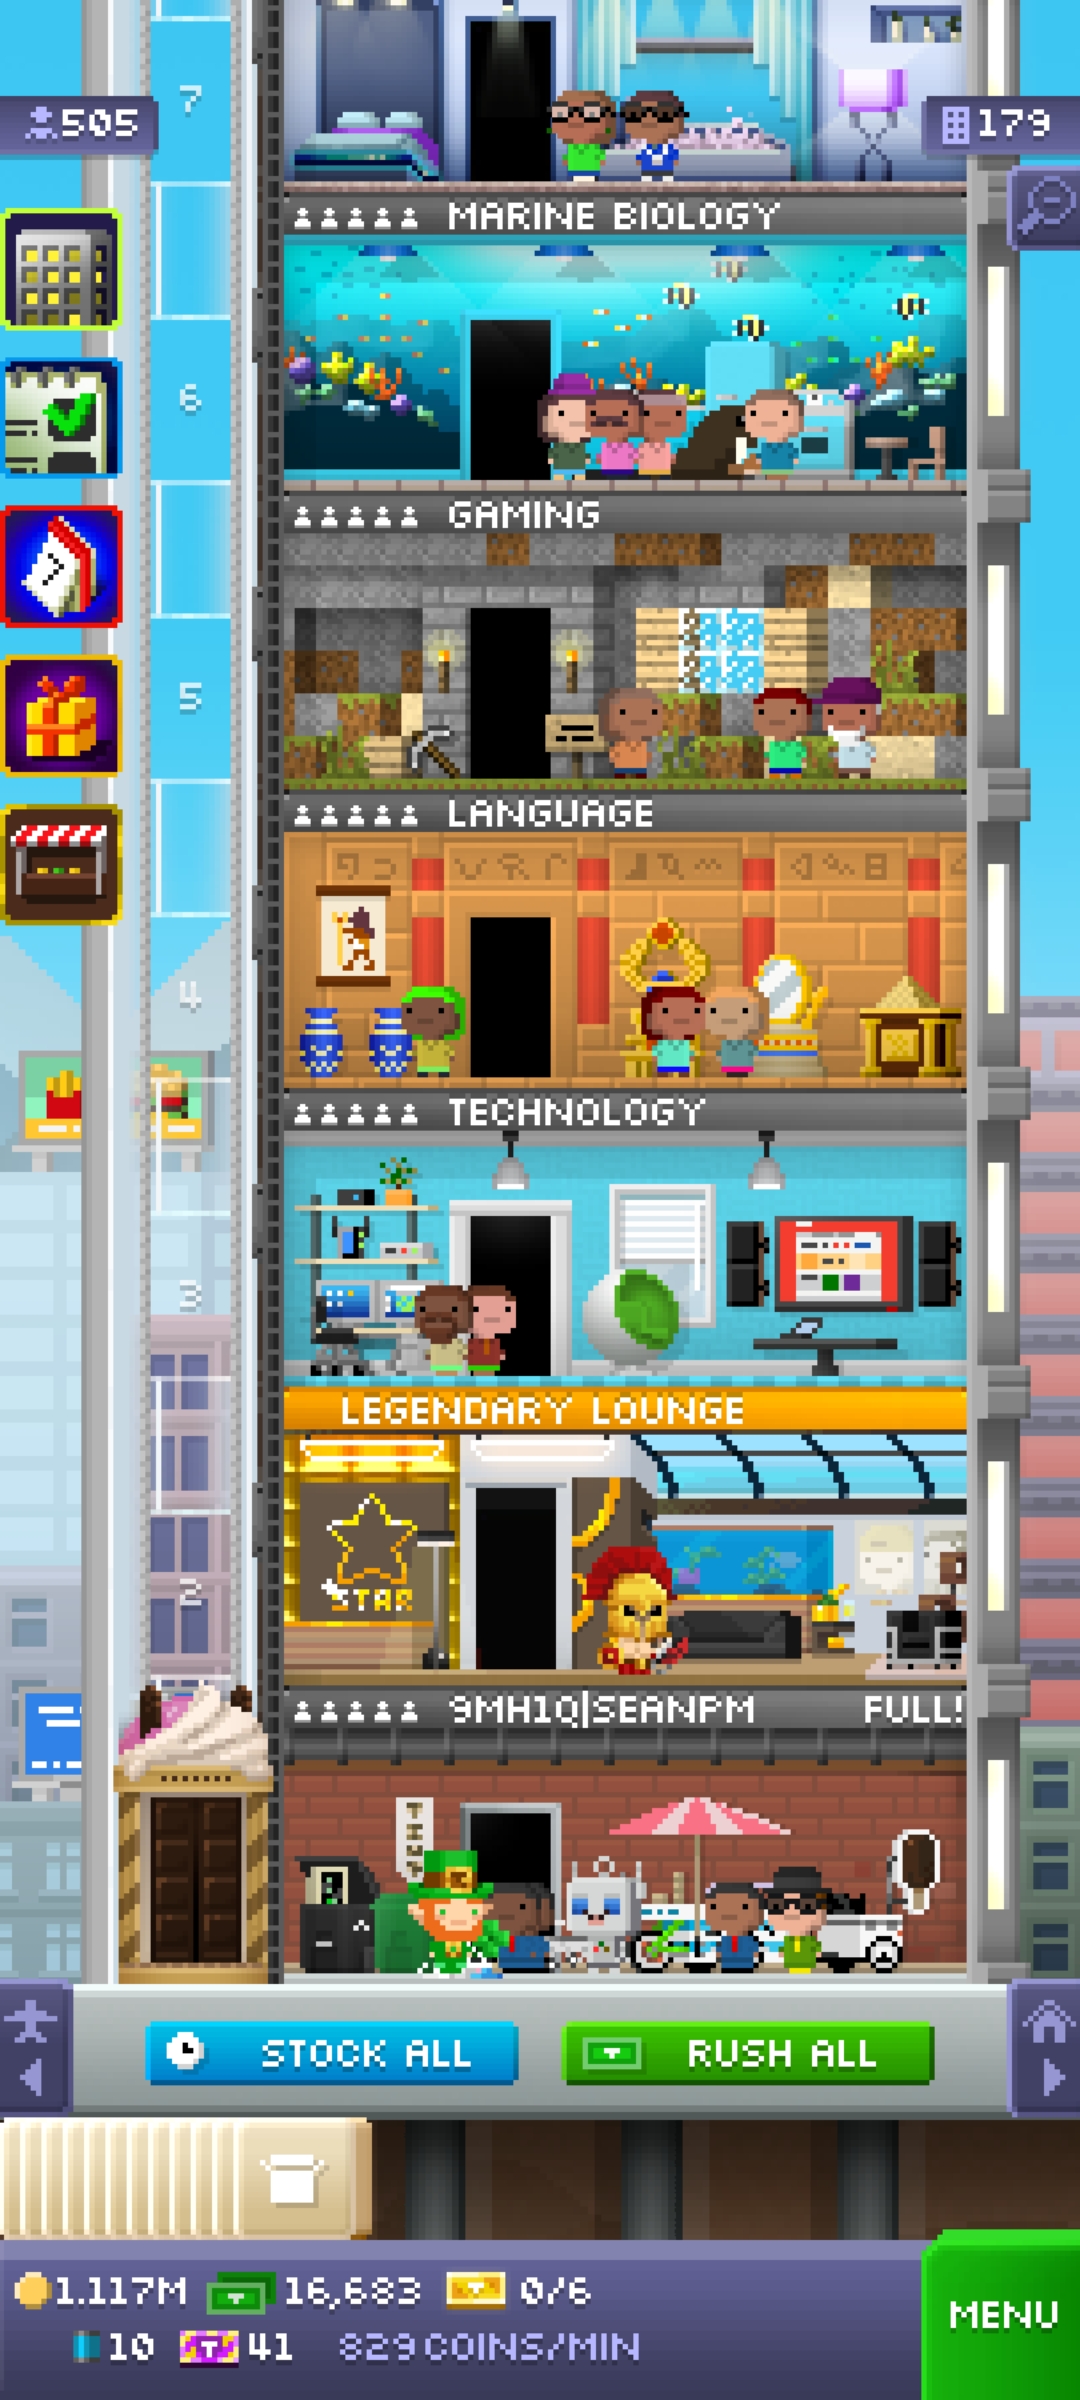 7
505
179
MARINE BIOLOGY
6
GAMING
5
LANGUAGE
4
TECHNOLOGY
3
LEGENDARY LOUNGE
STAR
2
9MH1Q|SEANPM FULL!
TINY
STOCK ALL
RUSH ALL
1.117M 16,683 0/6
10 41 829 COINS/MIN
MENU